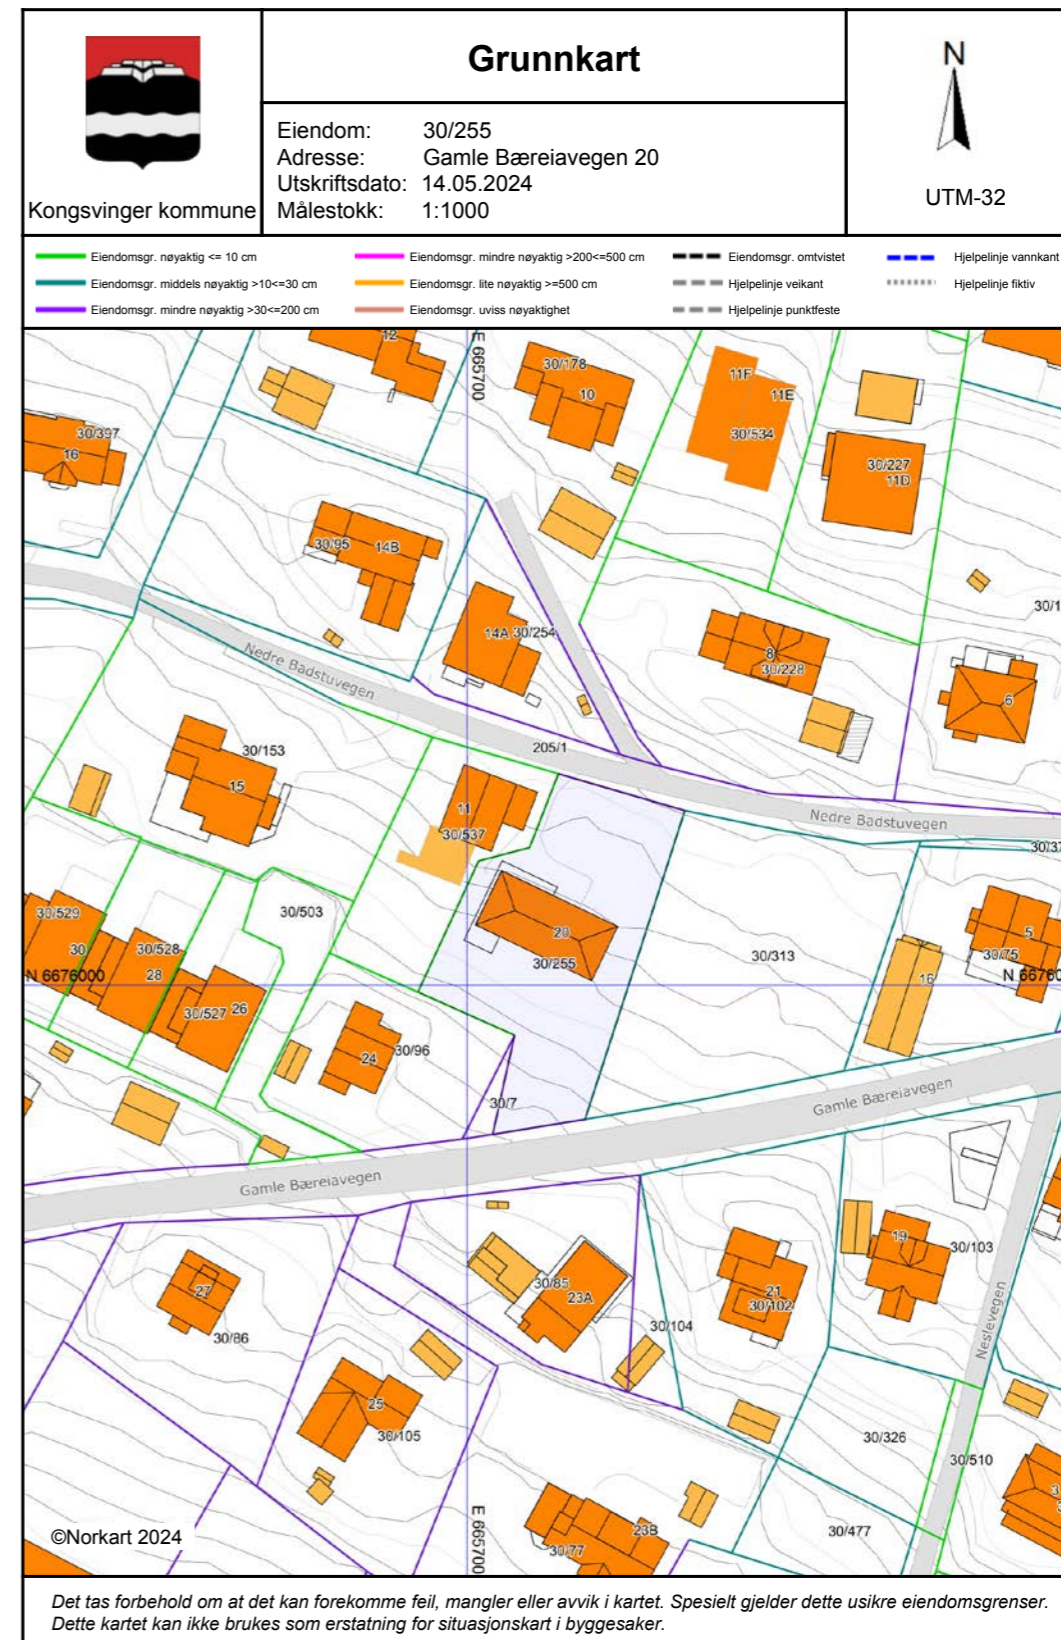 Grunnkart
Eiendom: 30/255
Adresse: Gamle Bæreiavegen 20
Utskriftsdato: 14.05.2024
Målestokk: 1:1000
Kongsvinger kommune
N
UTM-32
Eiendomsgr. nøyaktig <= 10 cm
Eiendomsgr. middels nøyaktig >10<=30 cm
Eiendomsgr. mindre nøyaktig >30<=200 cm
Eiendomsgr. mindre nøyaktig >200<=500 cm
Eiendomsgr. lite nøyaktig >=500 cm
Eiendomsgr. uviss nøyaktighet
Eiendomsgr. omtvistet
Hjelpelinje veikant
Hjelpelinje punktfeste
Hjelpelinje vannkant
Hjelpelinje fiktiv
12
E 665700
30/178
10
11F
11E
30/534
30/397
16
30/227
11D
30/95
14B
30/1
14A 30/254
8
30/228
6
Nedre Badstuvegen
205/1
30/153
15
11
30/537
Nedre Badstuvegen
30/37
30/529
30
30/528
28
30/503
20
30/255
30/313
5
30/75
16
N 6676000
N 66760
30/527
26
24
30/96
30/7
Gamle Bæreiavegen
Gamle Bæreiavegen
27
30/86
30/85
23A
30/104
21
30/102
19
30/103
Neslevegen
25
30/105
30/326
30/510
3
E 665700
©Norkart 2024
30/77
23B
30/477
Det tas forbehold om at det kan forekomme feil, mangler eller avvik i kartet. Spesielt gjelder dette usikre eiendomsgrenser.
Dette kartet kan ikke brukes som erstatning for situasjonskart i byggesaker.